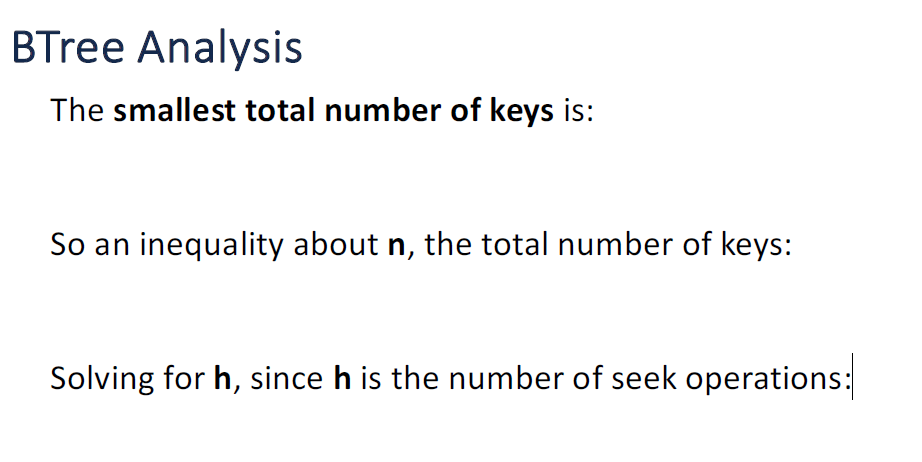 BTree Analysis
The smallest total number of keys is:
So an inequality about n, the total number of keys:
Solving for h, since h is the number of seek operations: